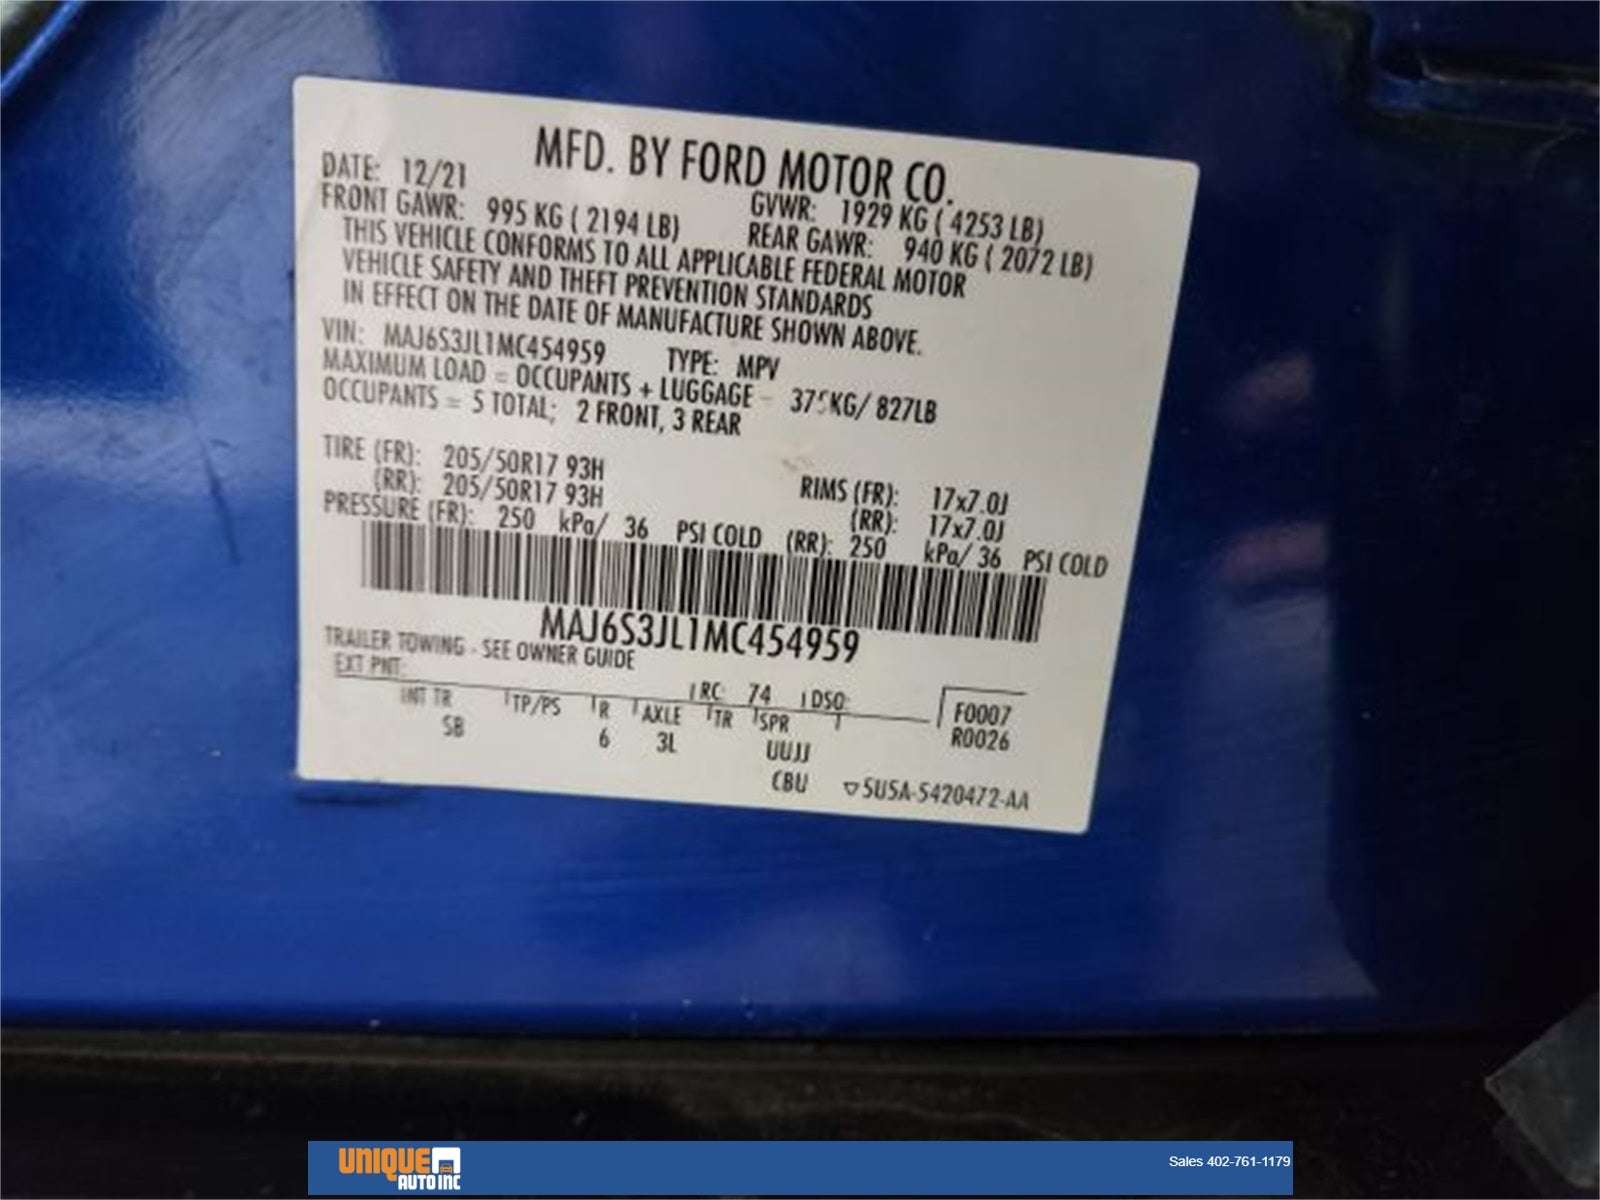 MFD. BY FORD MOTOR CO.
DATE: 12/21 GVWR: 1929 KG ( 4253 LB)
FRONT GAWR: 995 KG ( 2194 LB) REAR GAWR: 940 KG ( 2072 LB)
THIS VEHICLE CONFORMS TO ALL APPLICABLE FEDERAL MOTOR
VEHICLE SAFETY AND THEFT PREVENTION STANDARDS
IN EFFECT ON THE DATE OF MANUFACTURE SHOWN ABOVE.
VIN: MAJ6S3JL1MC454959 TYPE: MPV
MAXIMUM LOAD = OCCUPANTS + LUGGAGE = 375KG/ 827LB
OCCUPANTS = 5 TOTAL; 2 FRONT, 3 REAR
TIRE (FR): 205/50R17 93H RIMS (FR): 17x7.0J
(RR): 205/50R17 93H (RR): 17x7.0J
PRESSURE (FR): 250 kPa/ 36 PSI COLD (RR): 250 kPa/ 36 PSI COLD
MAJ6S3JL1MC454959
TRAILER TOWING - SEE OWNER GUIDE
EXT PNT: RC: 74 DSO: F0007
INT TR TP/PS R AXLE TR SPR R0026
SB 6 3L UUJJ
CBU 5U5A-5420472-AA
UNIQUE
AUTO INC
Sales 402-761-1179